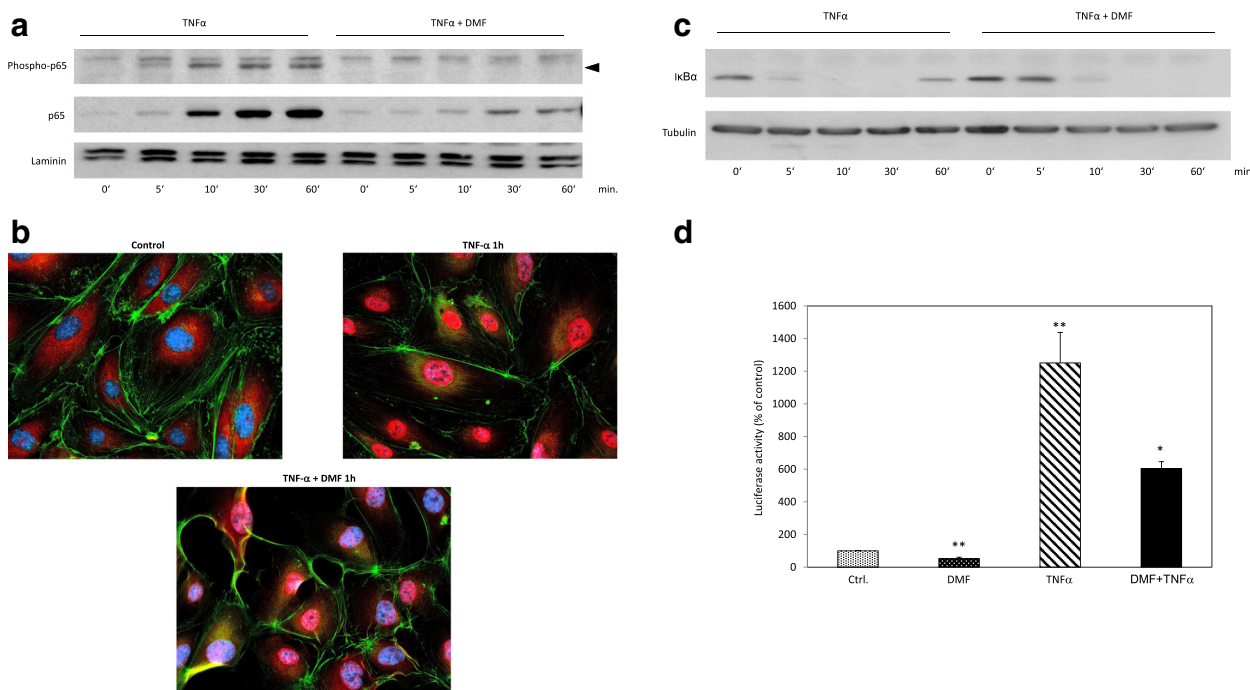 a
TNFα
TNFα + DMF
Phospho-p65
p65
Laminin
0′ 5′ 10′ 30′ 60′ 0′ 5′ 10′ 30′ 60′ min.
b
Control
TNF-α 1h
TNF-α + DMF 1h
c
TNFα
TNFα + DMF
IκBα
Tubulin
0′ 5′ 10′ 30′ 60′ 0′ 5′ 10′ 30′ 60′ min
d
Luciferase activity (% of control)
1600
1400
1200
1000
800
600
400
200
0
**
**
*
Ctrl. DMF TNFα DMF+TNFα